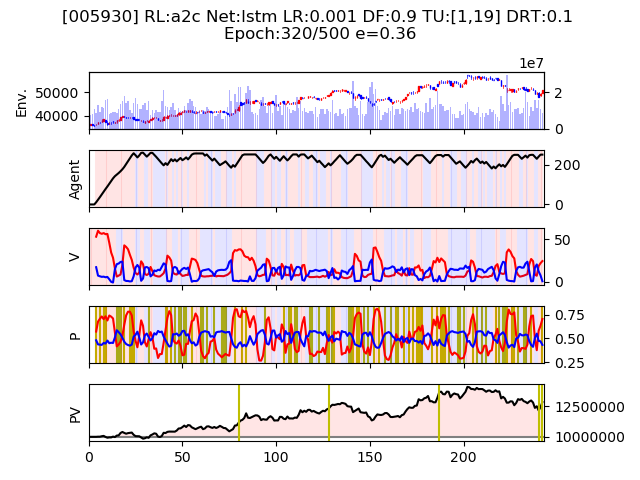 [005930] RL:a2c Net:lstm LR:0.001 DF:0.9 TU:[1,19] DRT:0.1
Epoch:320/500 e=0.36
1e7
Env.
50000
40000
2
0
Agent
200
0
V
50
0
P
0.75
0.50
0.25
PV
12500000
10000000
0 50 100 150 200